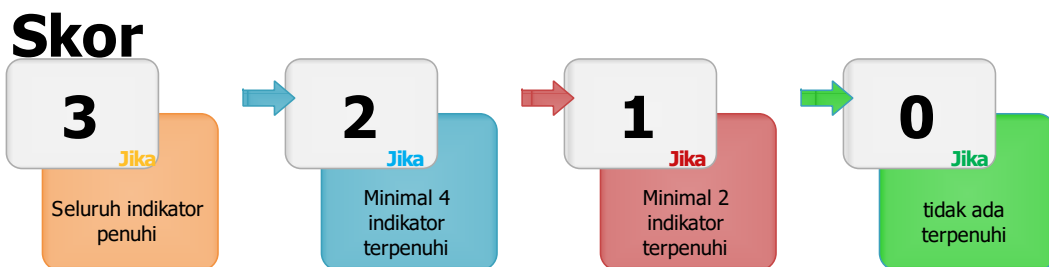 Skor
3
Jika
Seluruh indikator
penuhi
2
Jika
Minimal 4
indikator
terpenuhi
1
Jika
Minimal 2
indikator
terpenuhi
0
Jika
tidak ada
terpenuhi